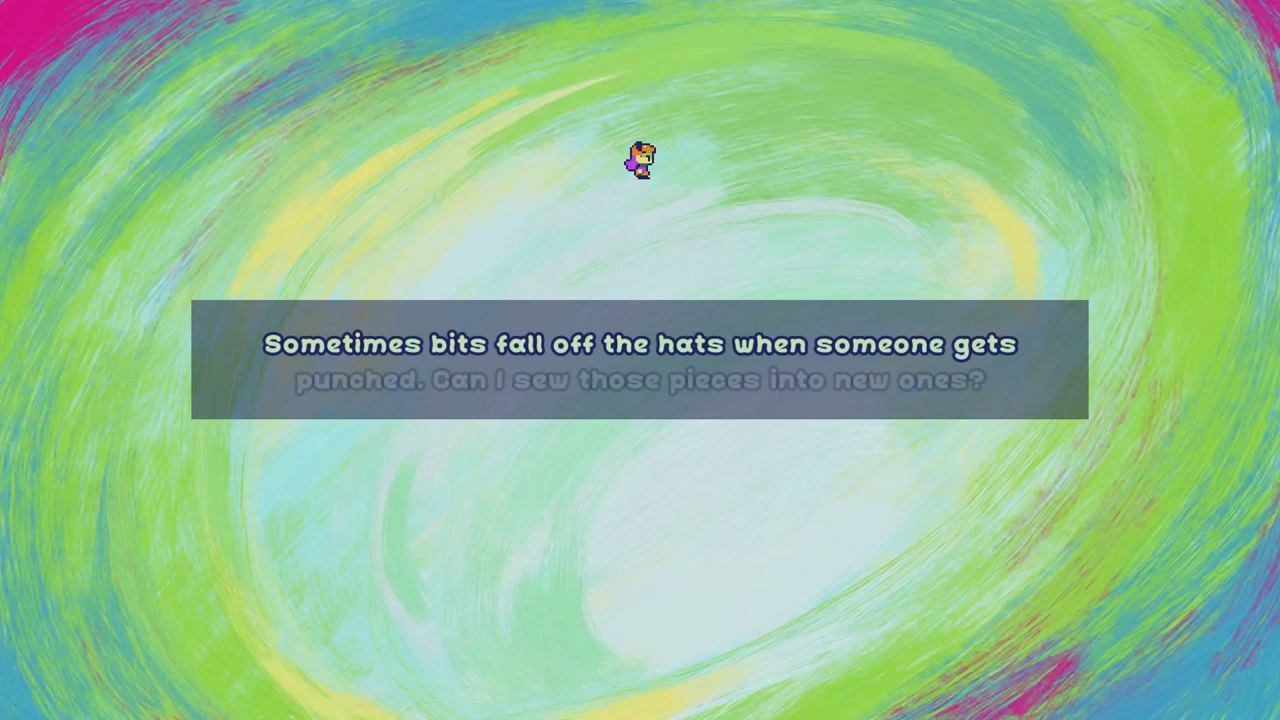 Sometimes bits fall off the hats when someone gets
punched. Can I sew those pieces into new ones?